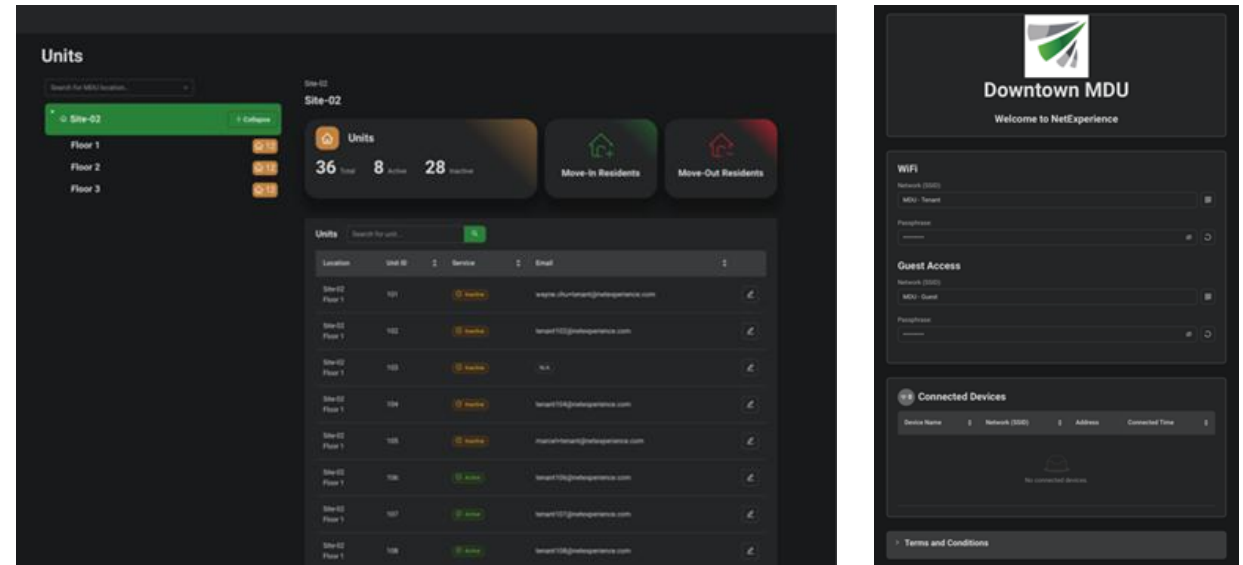 Units
Search for MDU location...
Site-02
Collapse
Floor 1 12
Floor 2 12
Floor 3 12
Site-02
Site-02
Units
36 Total 8 Active 28 Inactive
Move-In Residents
Move-Out Residents
Units Search for unit...
Location Unit ID Service Email
Site-02
Floor 1
101 Inactive
Site-02
Floor 1
102 Inactive tenant102@netexperience.com
Site-02
Floor 1
103 Inactive N/A
Site-02
Floor 1
104 Inactive tenant104@netexperience.com
Site-02
Floor 1
105 Inactive marcel+tenant@netexperience.com
Site-02
Floor 1
106 Active tenant106@netexperience.com
Site-02
Floor 1
107 Active tenant107@netexperience.com
Site-02
Floor 1
108 Active tenant108@netexperience.com
Downtown MDU
Welcome to NetExperience
WiFi
Network (SSID)
MDU - Tenant
Passphrase
Guest Access
Network (SSID)
MDU - Guest
Passphrase
Connected Devices
Device Name Network (SSID) Address Connected Time
No connected devices
Terms and Conditions